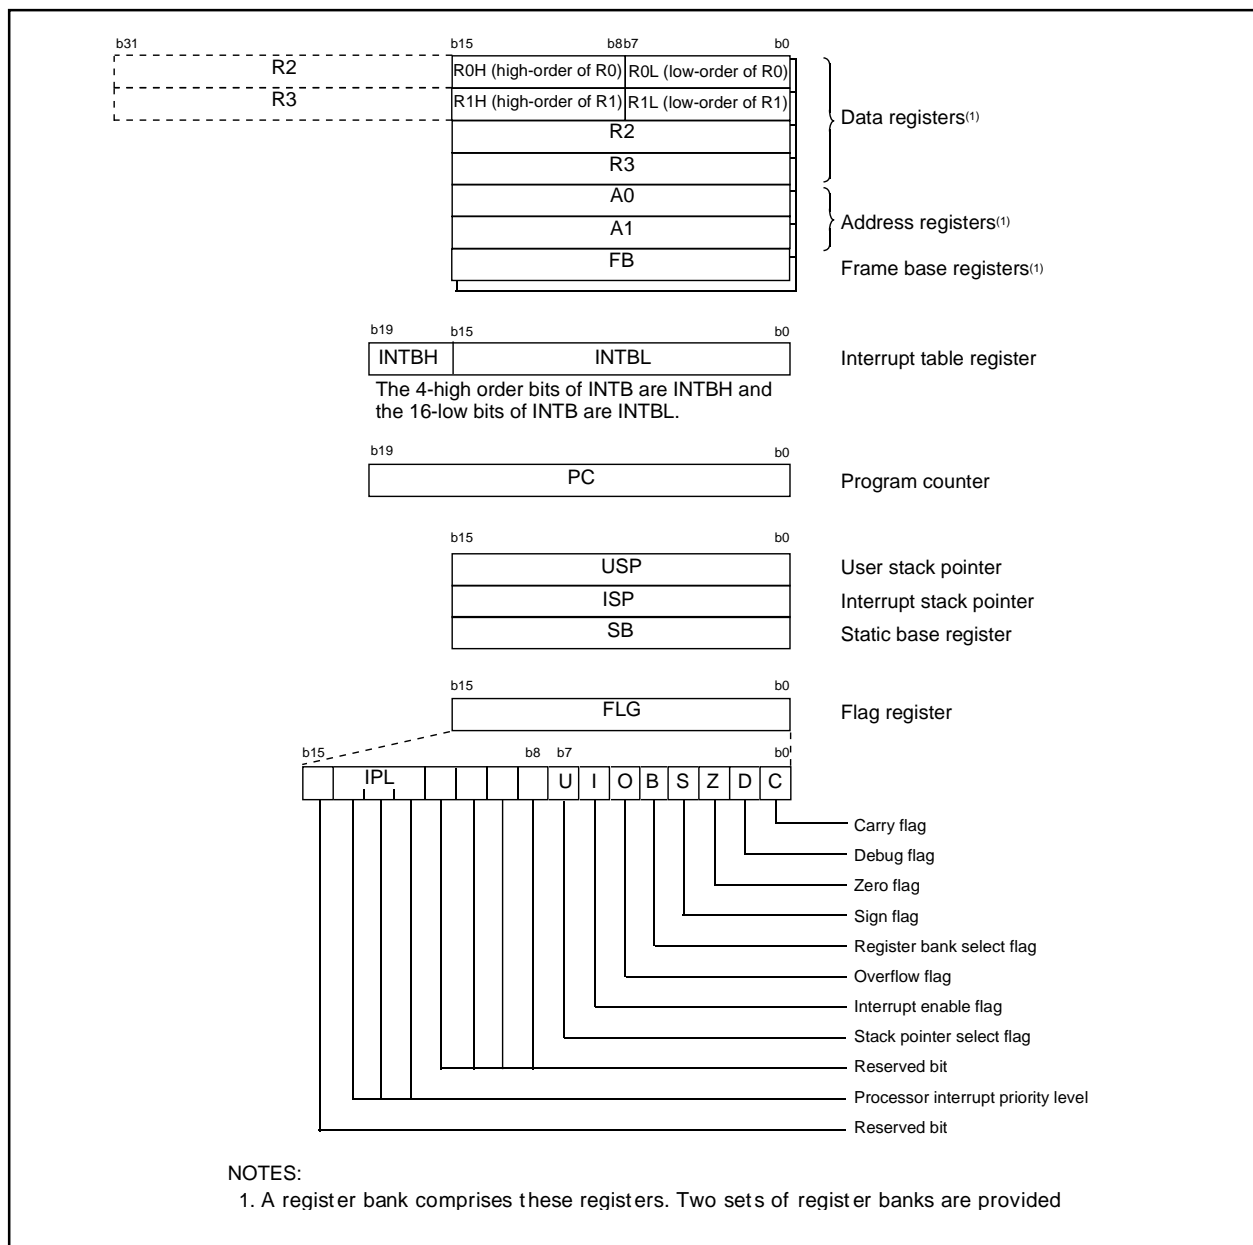 b31 b15 b8b7 b0
R2 R0H (high-order of R0) R0L (low-order of R0)
R3 R1H (high-order of R1) R1L (low-order of R1)
Data registers(1)
R2
R3
A0
A1
Address registers(1)
FB
Frame base registers(1)
b19 b15 b0
INTBH INTBL Interrupt table register
The 4-high order bits of INTB are INTBH and
the 16-low bits of INTB are INTBL.
b19 b0
PC Program counter
b15 b0
USP User stack pointer
ISP Interrupt stack pointer
SB Static base register
b15 b0
FLG Flag register
b15 b8 b7 b0
IPL U I O B S Z D C
Carry flag
Debug flag
Zero flag
Sign flag
Register bank select flag
Overflow flag
Interrupt enable flag
Stack pointer select flag
Reserved bit
Processor interrupt priority level
Reserved bit
NOTES:
1. A register bank comprises these registers. Two sets of register banks are provided